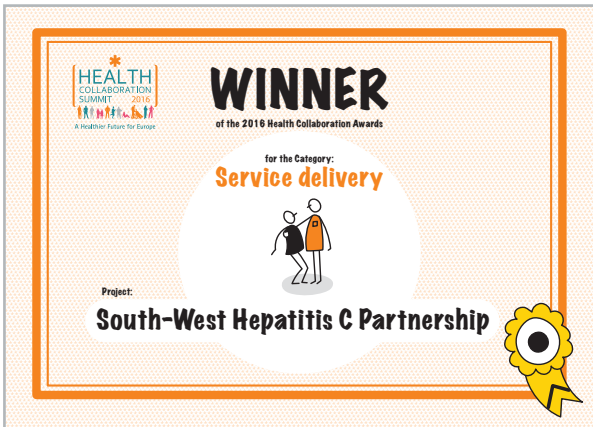 HEALTH
COLLABORATION
SUMMIT 2016
A Healthier Future for Europe
WINNER
of the 2016 Health Collaboration Awards
for the Category:
Service delivery
Project:
South-West Hepatitis C Partnership